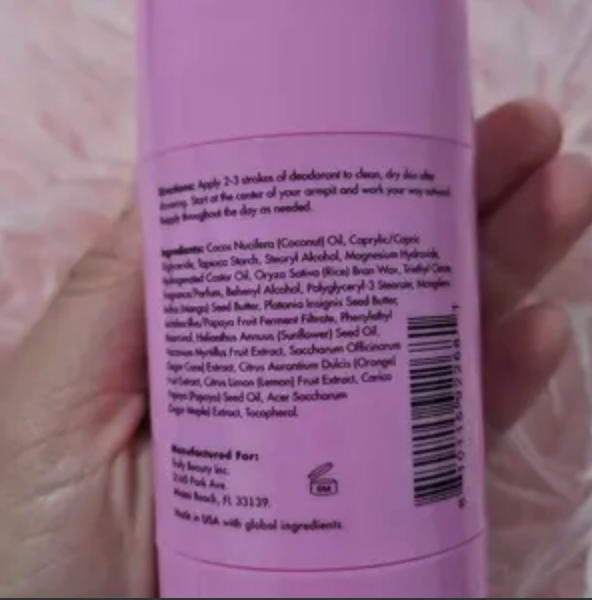 Directions: Apply 2-3 strokes of deodorant to clean, dry skin after
showering. Start at the center of your armpit and work your way outward.
Reapply throughout the day as needed.
Ingredients: Cocos Nucifera (Coconut) Oil, Caprylic/Capric
Triglyceride, Tapioca Starch, Stearyl Alcohol, Magnesium Hydroxide,
Hydrogenated Castor Oil, Oryza Sativa (Rice) Bran Wax, Triethyl Citrate,
Fragrance/Parfum, Behenyl Alcohol, Polyglyceryl-3 Stearate, Mangifera
Indica (Mango) Seed Butter, Platonia Insignis Seed Butter,
Lactobacillus/Papaya Fruit Ferment Filtrate, Phenylethyl
Helianthus Annuus (Sunflower) Seed Oil,
Myrtillus Fruit Extract, Saccharum Officinarum
(Sugar Cane) Extract, Citrus Aurantium Dulcis (Orange)
Fruit Extract, Citrus Limon (Lemon) Fruit Extract, Carica
Papaya (Papaya) Seed Oil, Acer Saccharum
(Sugar Maple) Extract, Tocopherol.
Manufactured For:
Truly Beauty Inc.
Park Ave.
Miami Beach, FL 33139.
Made in USA with global ingredients.